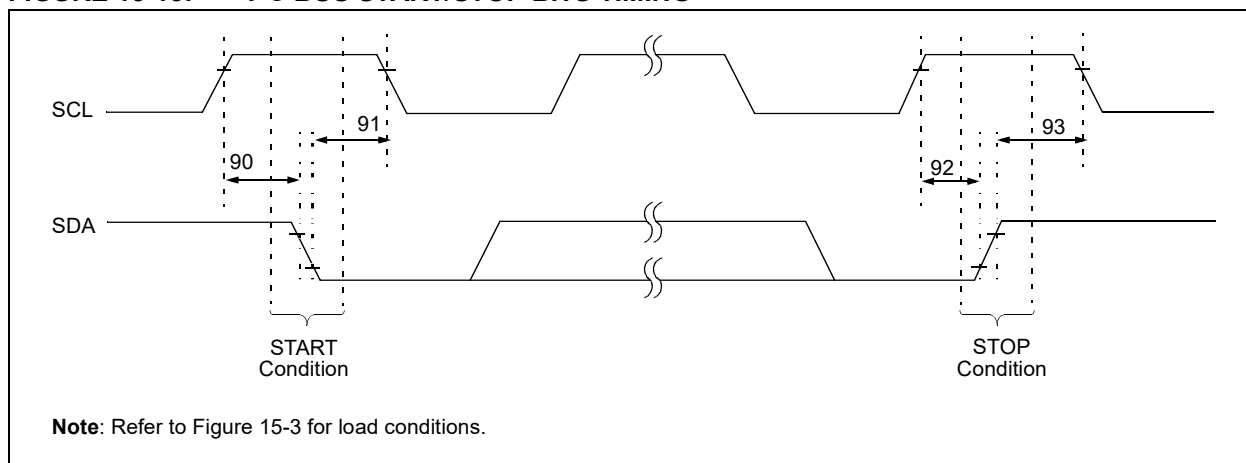 SCL
91
93
90
92
SDA
START
Condition
STOP
Condition
Note: Refer to Figure 15-3 for load conditions.